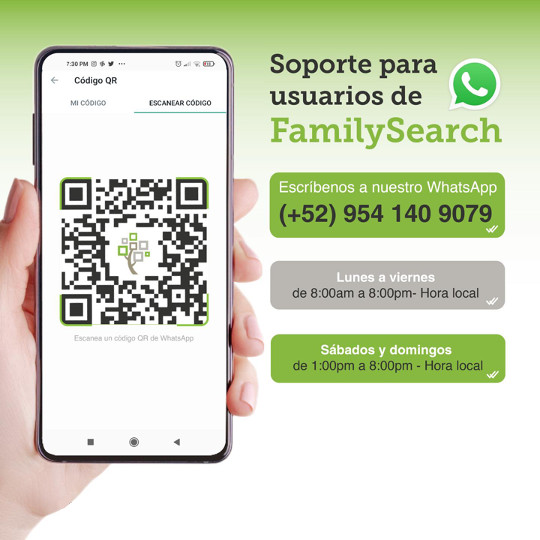 7:30 PM
Código QR
MI CÓDIGO
ESCANEAR CÓDIGO
Escanea un código QR de WhatsApp
Soporte para
usuarios de
FamilySearch
Escríbenos a nuestro WhatsApp
(+52) 954 140 9079
Lunes a viernes
de 8:00am a 8:00pm- Hora local
Sábados y domingos
de 1:00pm a 8:00pm - Hora local